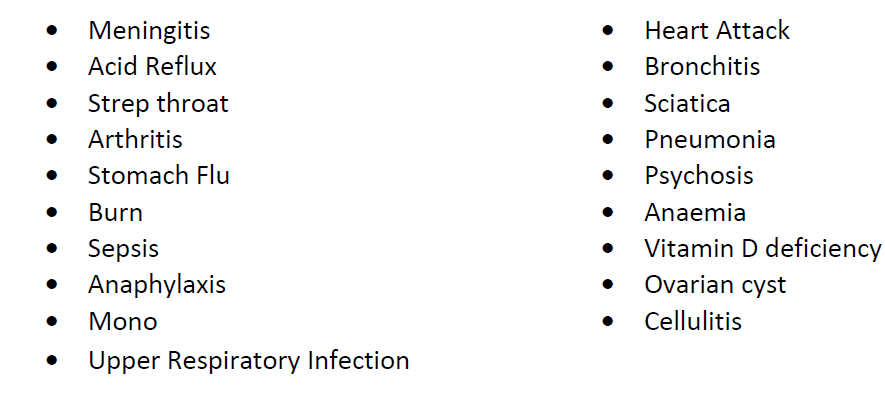 • Meningitis
• Acid Reflux
• Strep throat
• Arthritis
• Stomach Flu
• Burn
• Sepsis
• Anaphylaxis
• Mono
• Upper Respiratory Infection
• Heart Attack
• Bronchitis
• Sciatica
• Pneumonia
• Psychosis
• Anaemia
• Vitamin D deficiency
• Ovarian cyst
• Cellulitis